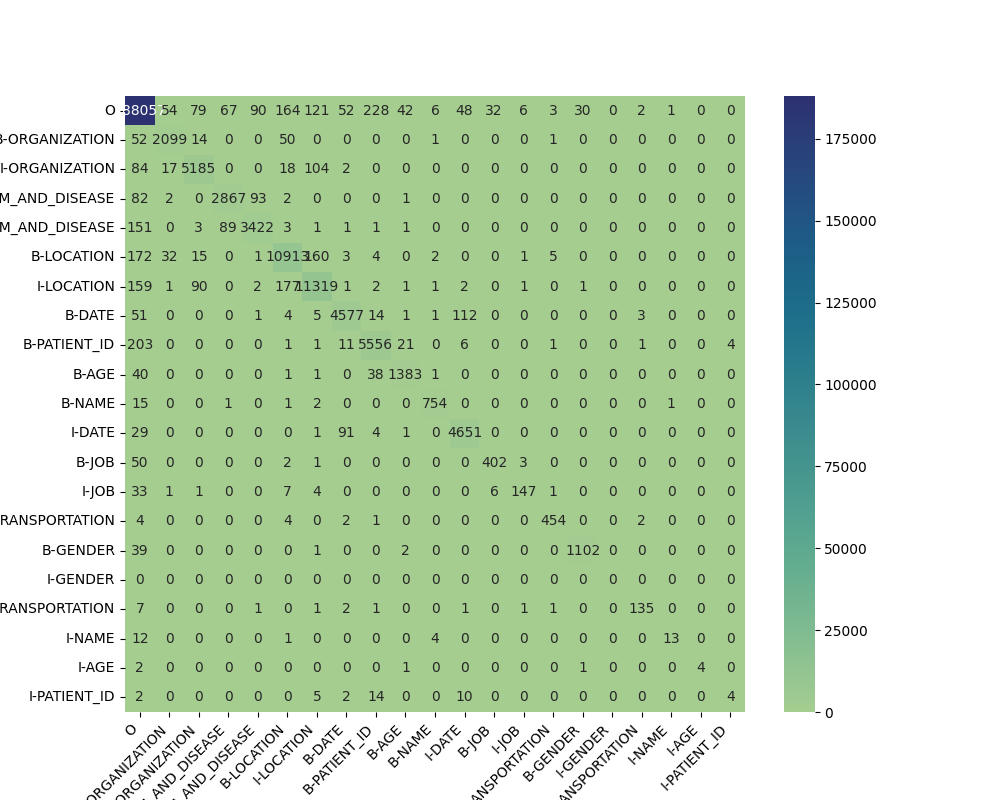 O 88057 54 79 67 90 164 121 52 228 42 6 48 32 6 3 30 0 2 1 0 0
B-ORGANIZATION 52 2099 14 0 0 50 0 0 0 0 1 0 0 0 1 0 0 0 0 0 0
I-ORGANIZATION 84 17 5185 0 0 18 104 2 0 0 0 0 0 0 0 0 0 0 0 0 0
M_AND_DISEASE 82 2 0 2867 93 2 0 0 0 1 0 0 0 0 0 0 0 0 0 0 0
M_AND_DISEASE 151 0 3 89 3422 3 1 1 1 1 0 0 0 0 0 0 0 0 0 0 0
B-LOCATION 172 32 15 0 1 10913 160 3 4 0 2 0 0 1 5 0 0 0 0 0 0
I-LOCATION 159 1 90 0 2 177 11319 1 2 1 1 2 0 1 0 1 0 0 0 0 0
B-DATE 51 0 0 0 1 4 5 4577 14 1 1 112 0 0 0 0 0 3 0 0 0
B-PATIENT_ID 203 0 0 0 0 1 1 11 5556 21 0 6 0 0 1 0 0 1 0 0 4
B-AGE 40 0 0 0 0 1 1 0 38 1383 1 0 0 0 0 0 0 0 0 0 0
B-NAME 15 0 0 1 0 1 2 0 0 0 754 0 0 0 0 0 0 0 1 0 0
I-DATE 29 0 0 0 0 0 1 91 4 1 0 4651 0 0 0 0 0 0 0 0 0
B-JOB 50 0 0 0 0 2 1 0 0 0 0 0 402 3 0 0 0 0 0 0 0
I-JOB 33 1 1 0 0 7 4 0 0 0 0 0 6 147 1 0 0 0 0 0 0
RANSPORTATION 4 0 0 0 0 4 0 2 1 0 0 0 0 0 454 0 0 2 0 0 0
B-GENDER 39 0 0 0 0 0 1 0 0 2 0 0 0 0 0 1102 0 0 0 0 0
I-GENDER 0 0 0 0 0 0 0 0 0 0 0 0 0 0 0 0 0 0 0 0 0
RANSPORTATION 7 0 0 0 1 0 1 2 1 0 0 1 0 1 1 0 0 135 0 0 0
I-NAME 12 0 0 0 0 1 0 0 0 0 4 0 0 0 0 0 0 0 13 0 0
I-AGE 2 0 0 0 0 0 0 0 0 1 0 0 0 0 0 1 0 0 0 4 0
I-PATIENT_ID 2 0 0 0 0 0 5 2 14 0 0 10 0 0 0 0 0 0 0 0 4
O ORGANIZATION ORGANIZATION _AND_DISEASE _AND_DISEASE B-LOCATION I-LOCATION B-DATE B-PATIENT_ID B-AGE B-NAME I-DATE B-JOB I-JOB ANSPORTATION B-GENDER I-GENDER ANSPORTATION I-NAME I-AGE I-PATIENT_ID
175000
150000
125000
100000
75000
50000
25000
0